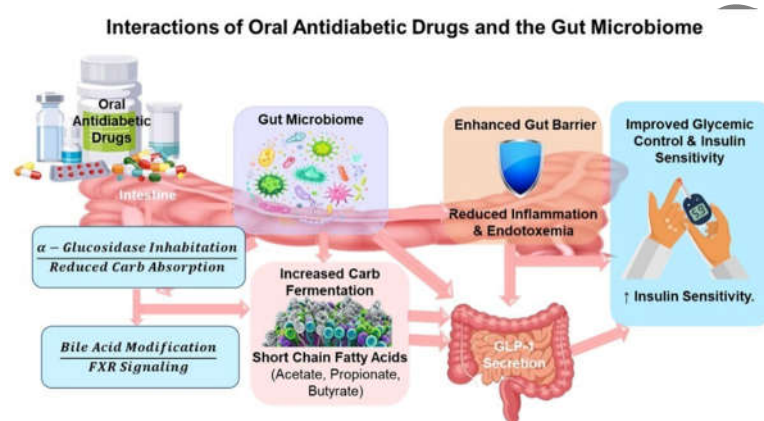 Interactions of Oral Antidiabetic Drugs and the Gut Microbiome
Oral
Antidiabetic
Drugs
Intestine
Gut Microbiome
Enhanced Gut Barrier
Reduced Inflammation
& Endotoxemia
Improved Glycemic
Control & Insulin
Sensitivity
↑ Insulin Sensitivity.
α − Glucosidase Inhabitation
Reduced Carb Absorption
Bile Acid Modification
FXR Signaling
Increased Carb
Fermentation
Short Chain Fatty Acids
(Acetate, Propionate,
Butyrate)
GLP-1
Secretion